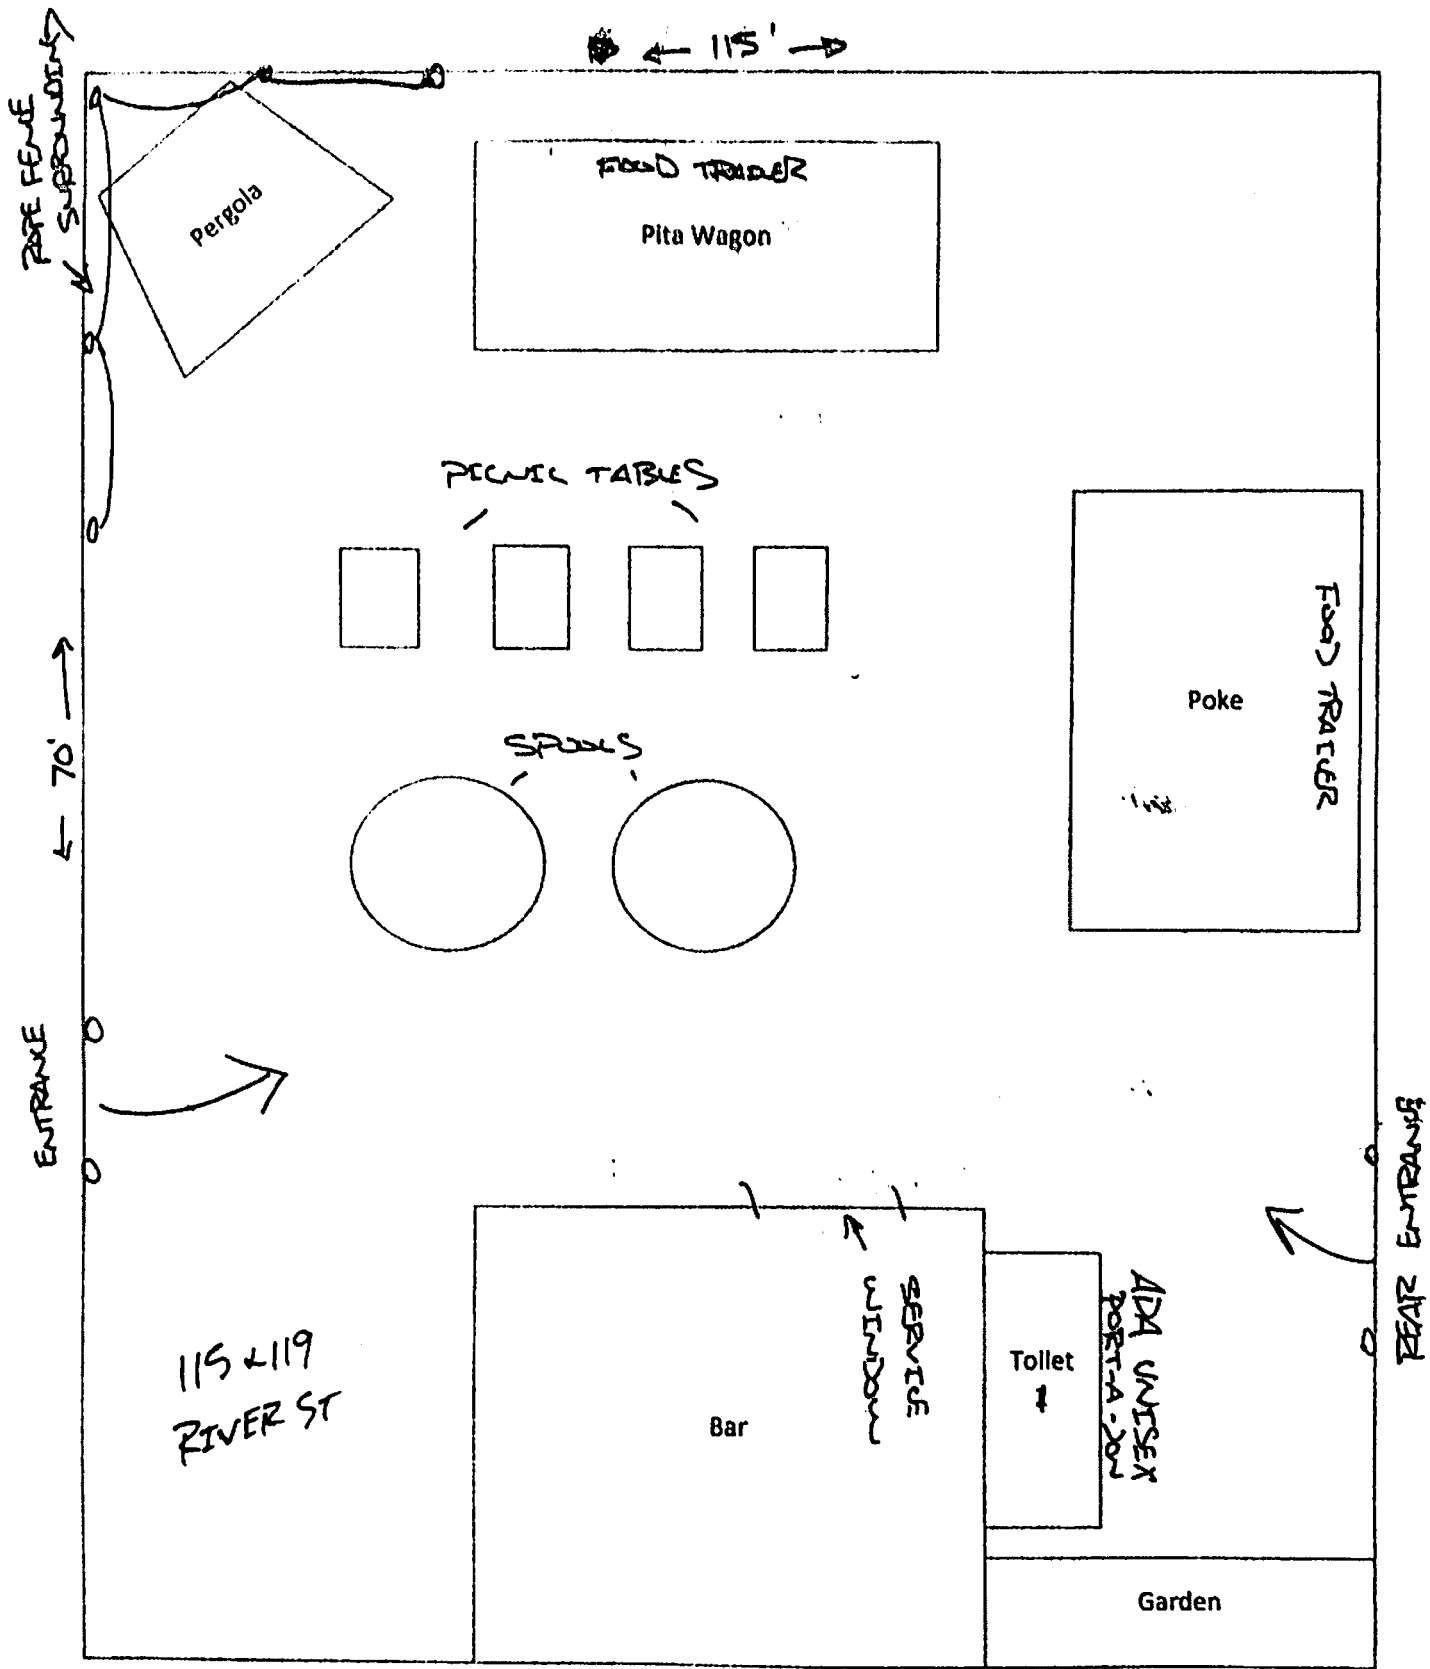 ← 115' →
ROPE FENCE
SURROUNDING
Pergola
FOOD TRAILER
Pita Wagon
PICNIC TABLES
FOOD TRAILER
Poke
← 70' →
SPOOLS
ENTRANCE
REAR ENTRANCE
SERVICE
WINDOW
ADA UNISEX
PORT-A-JON
Toilet
1
115 & 119
RIVER ST
Bar
Garden